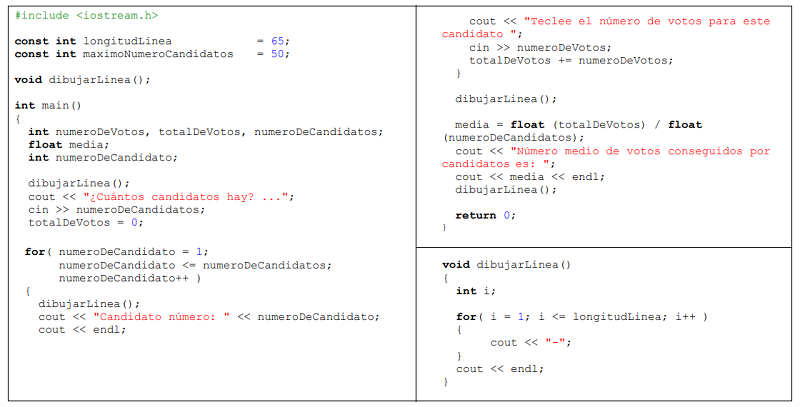 #include <iostream.h>
const int longitudLinea = 65;
const int maximoNumeroCandidatos = 50;
void dibujarLinea();
int main()
{
int numeroDeVotos, totalDeVotos, numeroDeCandidatos;
float media;
int numeroDeCandidato;
dibujarLinea();
cout << "¿Cuántos candidatos hay? ...";
cin >> numeroDeCandidatos;
totalDeVotos = 0;
for( numeroDeCandidato = 1;
numeroDeCandidato <= numeroDeCandidatos;
numeroDeCandidato++ )
{
dibujarLinea();
cout << "Candidato número: " << numeroDeCandidato;
cout << endl;
cout << "Teclee el número de votos para este
candidato ";
cin >> numeroDeVotos;
totalDeVotos += numeroDeVotos;
}
dibujarLinea();
media = float (totalDeVotos) / float
(numeroDeCandidatos);
cout << "Número medio de votos conseguidos por
candidatos es: ";
cout << media << endl;
dibujarLinea();
return 0;
}
void dibujarLinea()
{
int i;
for( i = 1; i <= longitudLinea; i++ )
{
cout << "-";
}
cout << endl;
}